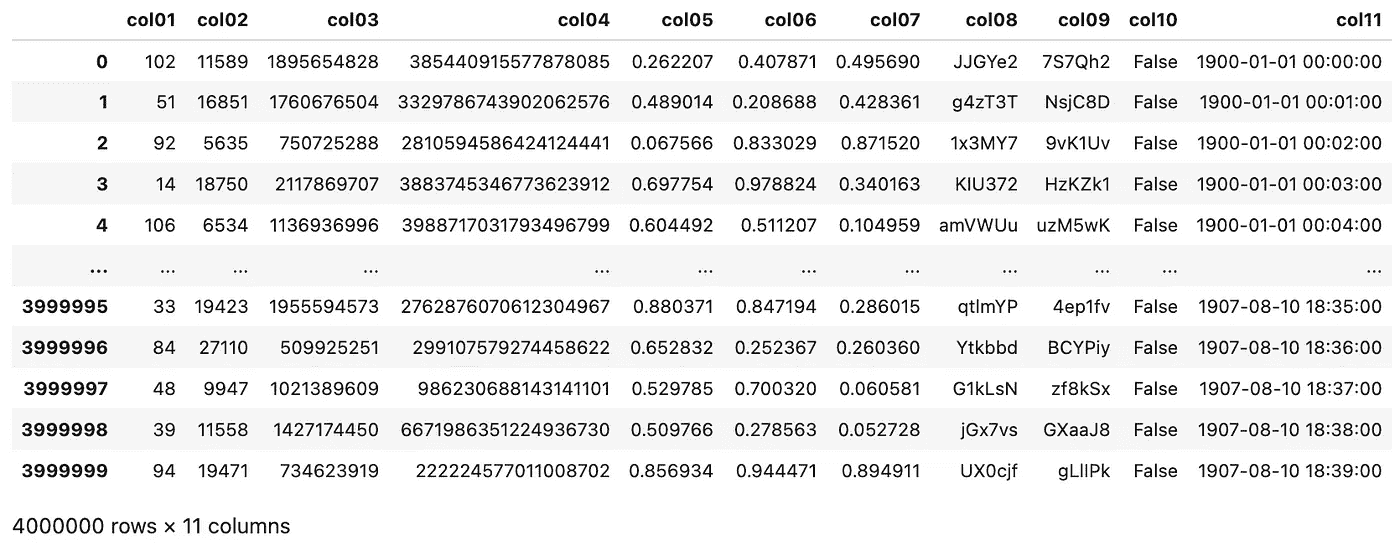 col01 col02 col03 col04 col05 col06 col07 col08 col09 col10 col11
0 102 11589 1895654828 385440915577878085 0.262207 0.407871 0.495690 JJGYe2 7S7Qh2 False 1900-01-01 00:00:00
1 51 16851 1760676504 3329786743902062576 0.489014 0.208688 0.428361 g4zT3T NsjC8D False 1900-01-01 00:01:00
2 92 5635 750725288 2810594586424124441 0.067566 0.833029 0.871520 1x3MY7 9vK1Uv False 1900-01-01 00:02:00
3 14 18750 2117869707 3883745346773623912 0.697754 0.978824 0.340163 KIU372 HzKZk1 False 1900-01-01 00:03:00
4 106 6534 1136936996 3988717031793496799 0.604492 0.511207 0.104959 amVWUu uzM5wK False 1900-01-01 00:04:00
... ... ... ... ... ... ... ... ... ... ... ...
3999995 33 19423 1955594573 2762876070612304967 0.880371 0.847194 0.286015 qtlmYP 4ep1fv False 1907-08-10 18:35:00
3999996 84 27110 509925251 299107579274458622 0.652832 0.252367 0.260360 Ytkbbd BCYPiy False 1907-08-10 18:36:00
3999997 48 9947 1021389609 986230688143141101 0.529785 0.700320 0.060581 G1kLsN zf8kSx False 1907-08-10 18:37:00
3999998 39 11558 1427174450 6671986351224936730 0.509766 0.278563 0.052728 jGx7vs GXaaJ8 False 1907-08-10 18:38:00
3999999 94 19471 734623919 222224577011008702 0.856934 0.944471 0.894911 UX0cjf gLIlPk False 1907-08-10 18:39:00
4000000 rows × 11 columns